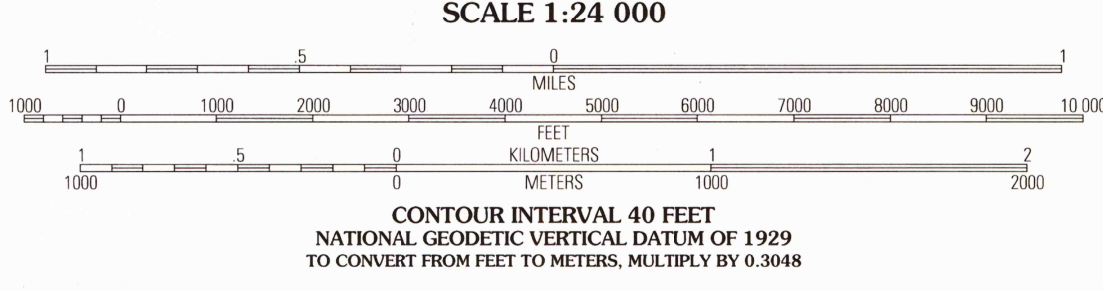 SCALE 1:24 000
1 .5 0 1
MILES
1000 0 1000 2000 3000 4000 5000 6000 7000 8000 9000 10 000
FEET
1 .5 0 KILOMETERS 1 2
1000 0 METERS 1000 2000
CONTOUR INTERVAL 40 FEET
NATIONAL GEODETIC VERTICAL DATUM OF 1929
TO CONVERT FROM FEET TO METERS, MULTIPLY BY 0.3048